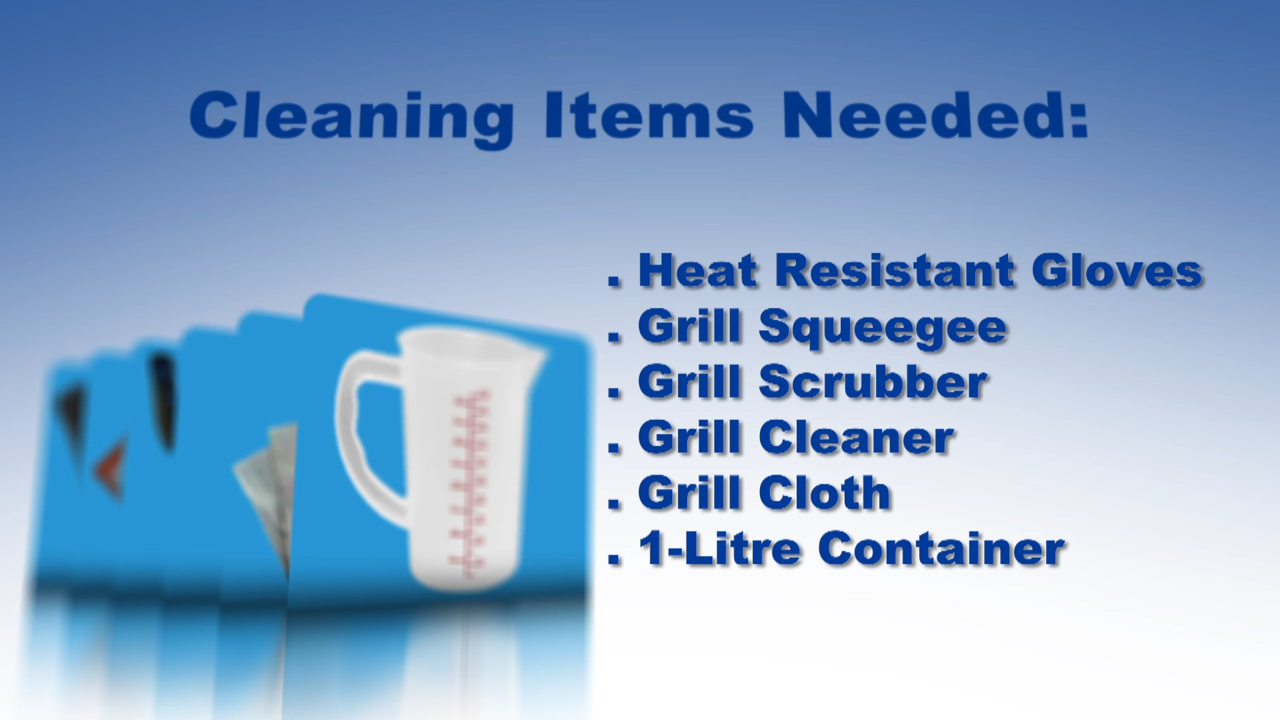 Cleaning Items Needed:
. Heat Resistant Gloves
. Grill Squeegee
. Grill Scrubber
. Grill Cleaner
. Grill Cloth
. 1-Litre Container